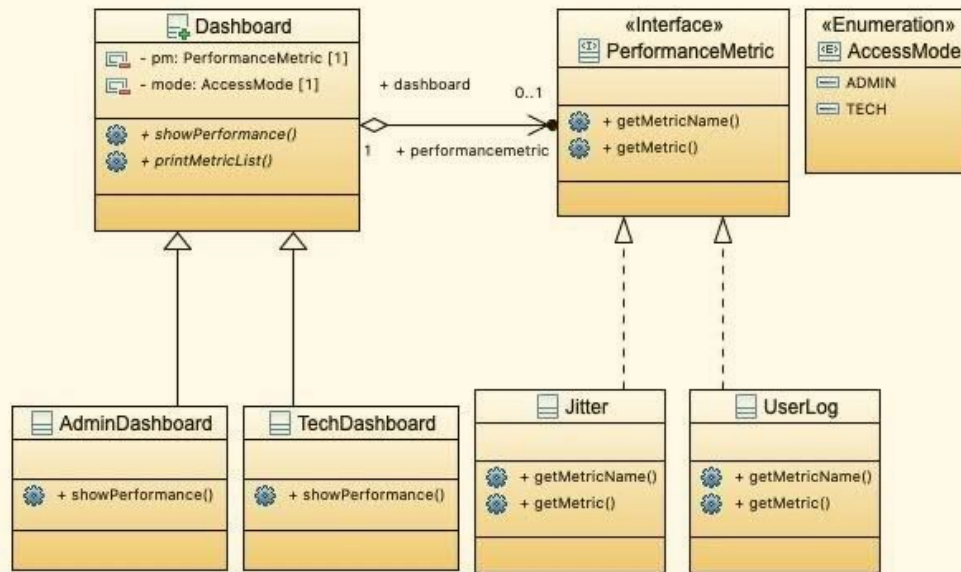 Dashboard
- pm: PerformanceMetric [1]
- mode: AccessMode [1]
+ showPerformance()
+ printMetricList()
+ dashboard
0..1
1
+ performancemetric
«Interface»
<I>
PerformanceMetric
+ getMetricName()
+ getMetric()
«Enumeration»
<E>
AccessMode
ADMIN
TECH
AdminDashboard
+ showPerformance()
TechDashboard
+ showPerformance()
Jitter
+ getMetricName()
+ getMetric()
UserLog
+ getMetricName()
+ getMetric()